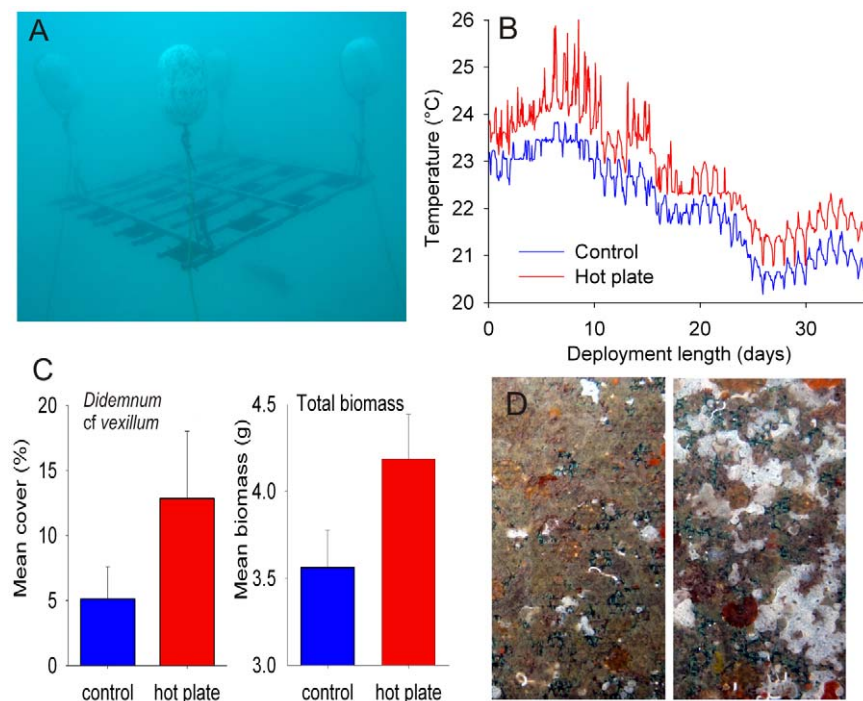 A
B
26
25
24
23
22
21
20
Temperature (°C)
Control
Hot plate
0
10
20
30
Deployment length (days)
C
Didemnum
cf vexillum
20
15
10
5
0
Mean cover (%)
control
hot plate
Total biomass
4.5
4.0
3.5
3.0
Mean biomass (g)
control
hot plate
D